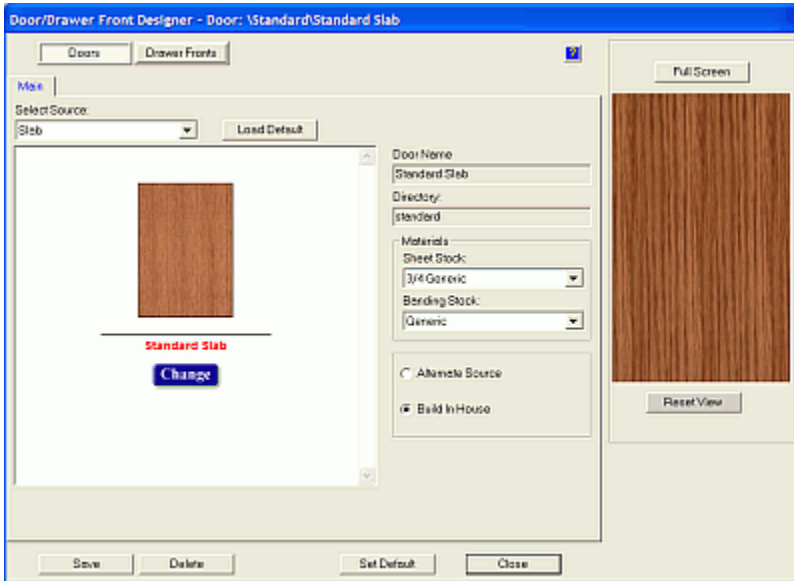 Door/Drawer Front Designer - Door: \Standard\Standard Slab
Doors
Drawer Fronts
?
Full Screen
Main
Select Source:
Slab
Load Default
Door Name
Standard Slab
Directory:
standard
Materials
Sheet Stock:
3/4 Generic
Banding Stock:
Generic
Standard Slab
Change
Alternate Source
Build In House
Reset View
Save
Delete
Set Default
Close